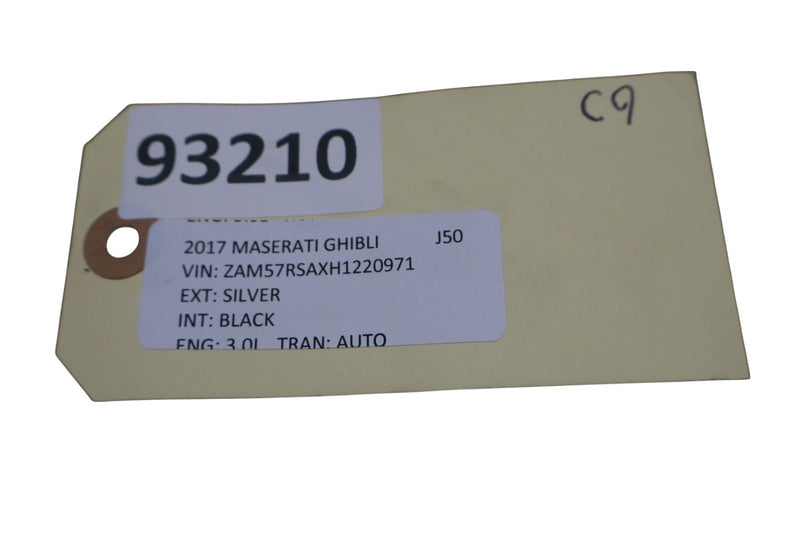 C9
93210
2017 MASERATI GHIBLI J50
VIN: ZAM57RSAXH1220971
EXT: SILVER
INT: BLACK
ENG: 3.0L TRAN: AUTO